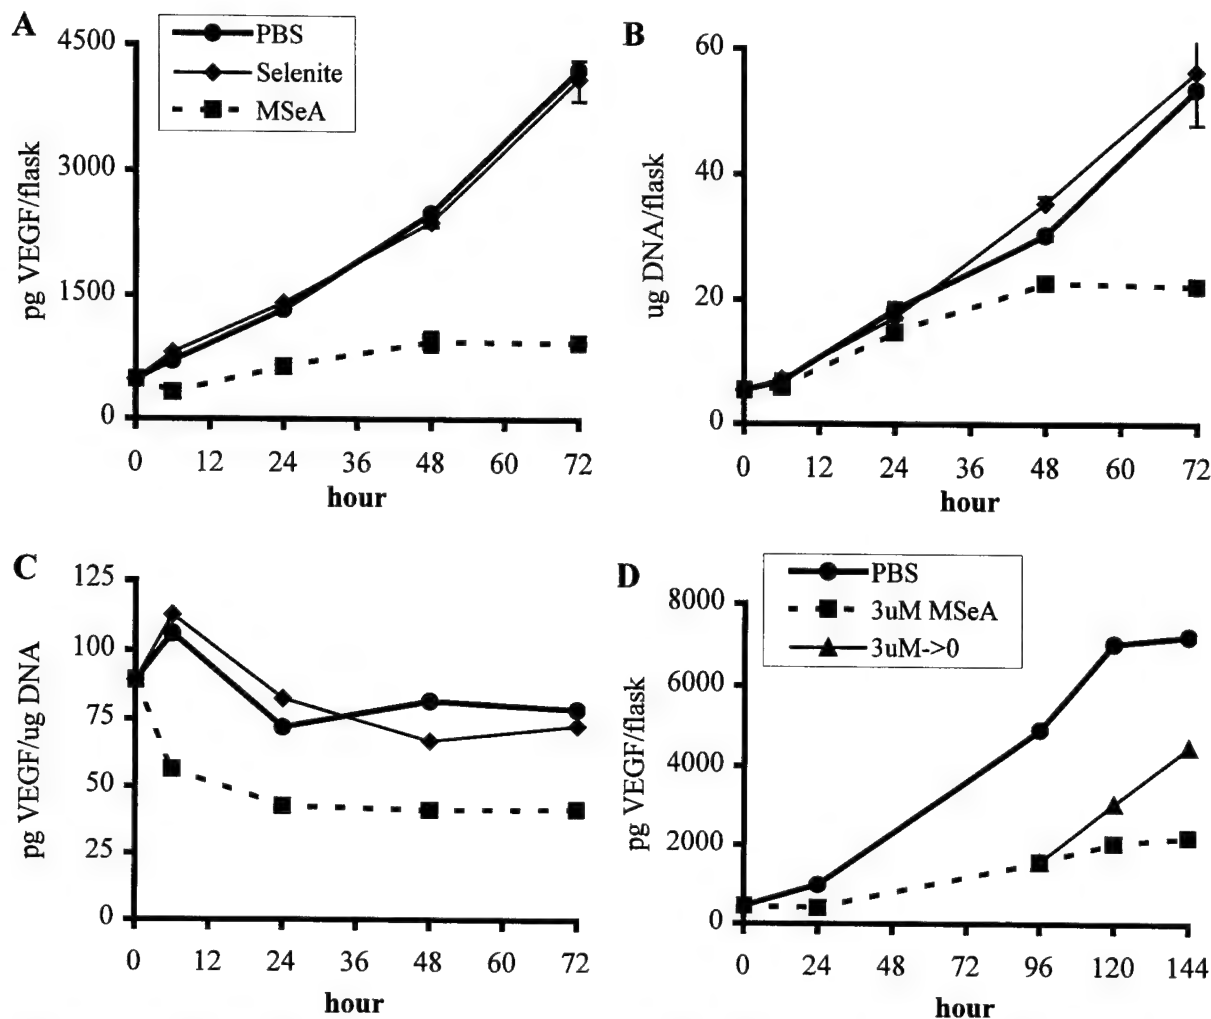 A
PBS
Selenite
MSeA
4500
3000
1500
0
pg VEGF/flask
0 12 24 36 48 60 72
hour
B
60
40
20
0
ug DNA/flask
0 12 24 36 48 60 72
hour
C
125
100
75
50
25
0
pg VEGF/ug DNA
0 12 24 36 48 60 72
hour
D
PBS
3uM MSeA
3uM->0
8000
6000
4000
2000
0
pg VEGF/flask
0 24 48 72 96 120 144
hour